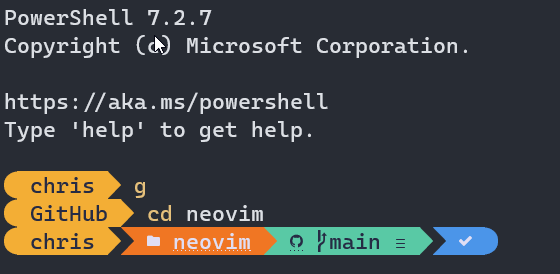 PowerShell 7.2.7
Copyright (c) Microsoft Corporation.
https://aka.ms/powershell
Type 'help' to get help.
chris g
GitHub cd neovim
chris neovim main ≡